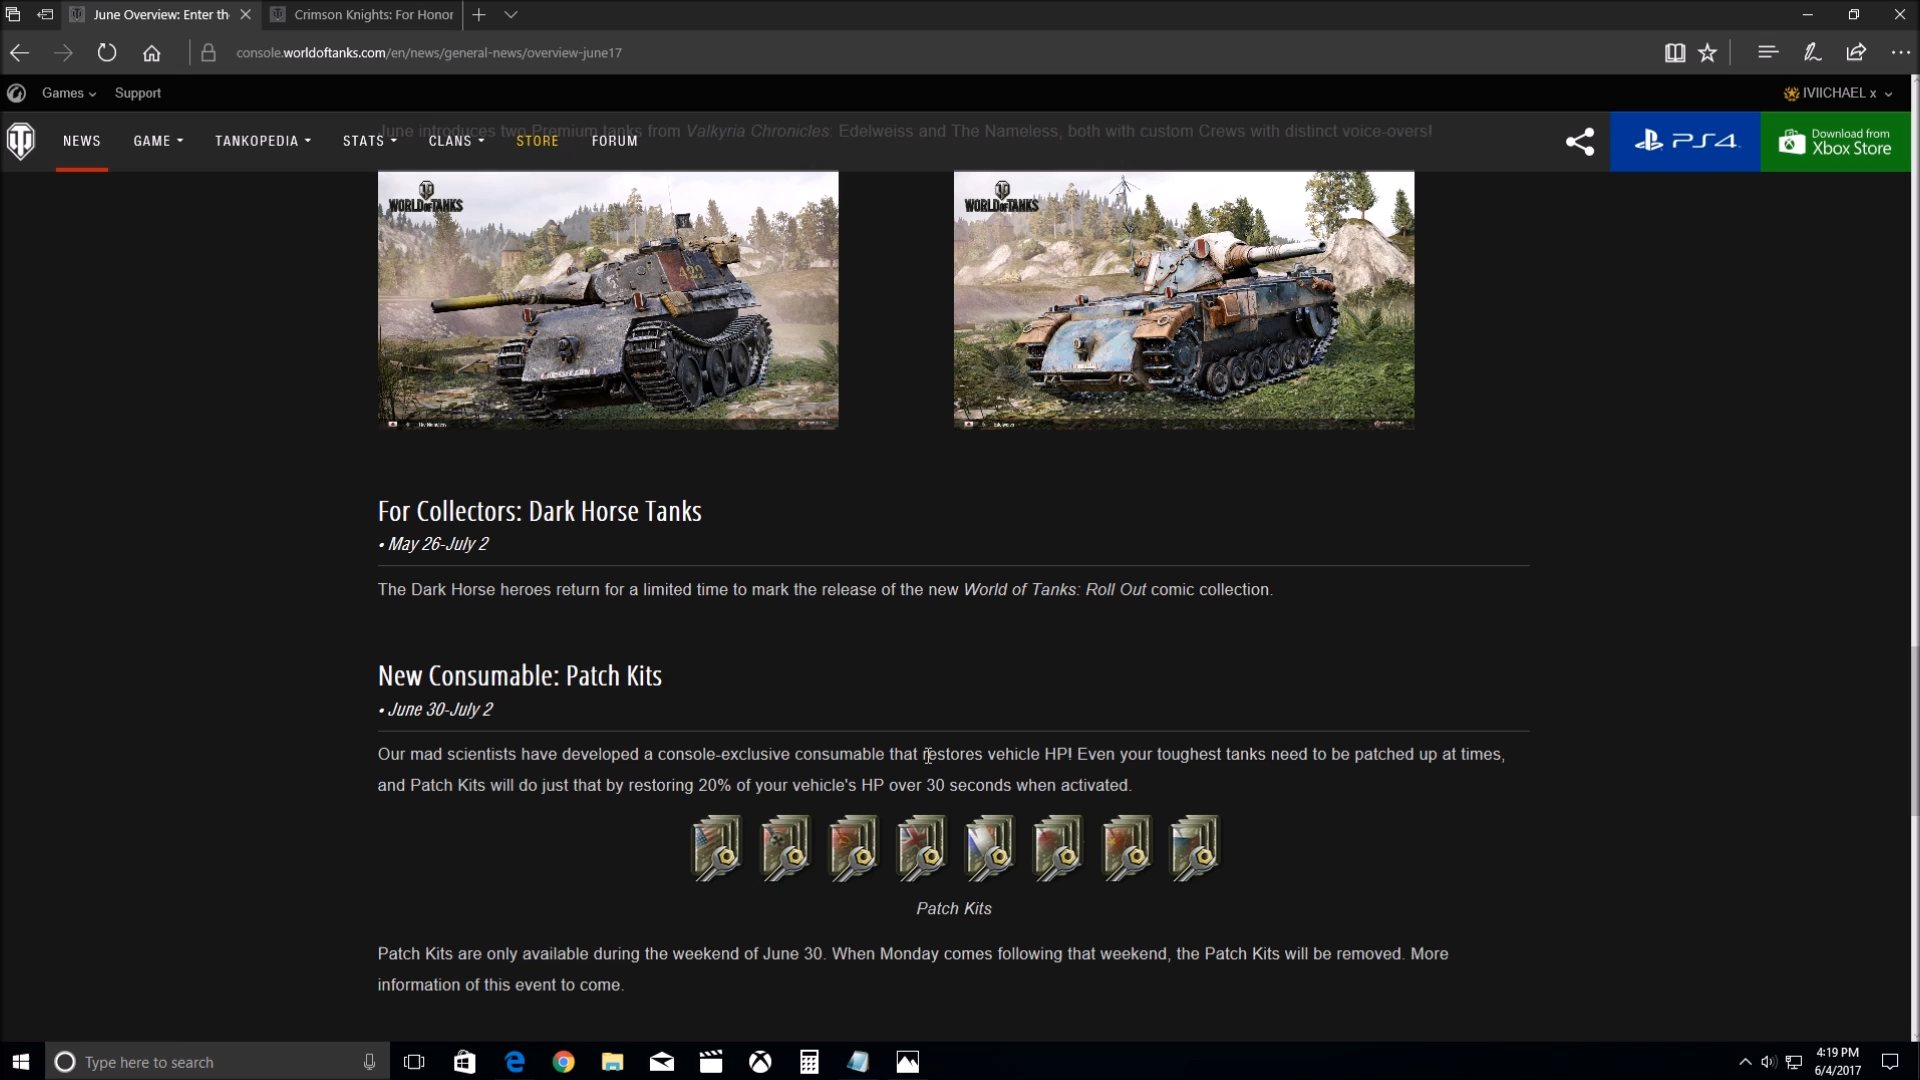 June Overview: Enter th
Crimson Knights: For Honor
console.worldoftanks.com/en/news/general-news/overview-june17
Games
Support
IVIICHAEL x
June introduces two Premium tanks from Valkyria Chronicles: Edelweiss and The Nameless, both with custom Crews with distinct voice-overs!
NEWS
GAME
TANKOPEDIA
STATS
CLANS
STORE
FORUM
PS4
Download from
Xbox Store
WORLD OF TANKS
422
WORLD OF TANKS
For Collectors: Dark Horse Tanks
• May 26-July 2
The Dark Horse heroes return for a limited time to mark the release of the new World of Tanks: Roll Out comic collection.
New Consumable: Patch Kits
• June 30-July 2
Our mad scientists have developed a console-exclusive consumable that restores vehicle HP! Even your toughest tanks need to be patched up at times,
and Patch Kits will do just that by restoring 20% of your vehicle's HP over 30 seconds when activated.
Patch Kits
Patch Kits are only available during the weekend of June 30. When Monday comes following that weekend, the Patch Kits will be removed. More
information of this event to come.
Type here to search
4:19 PM
6/4/2017